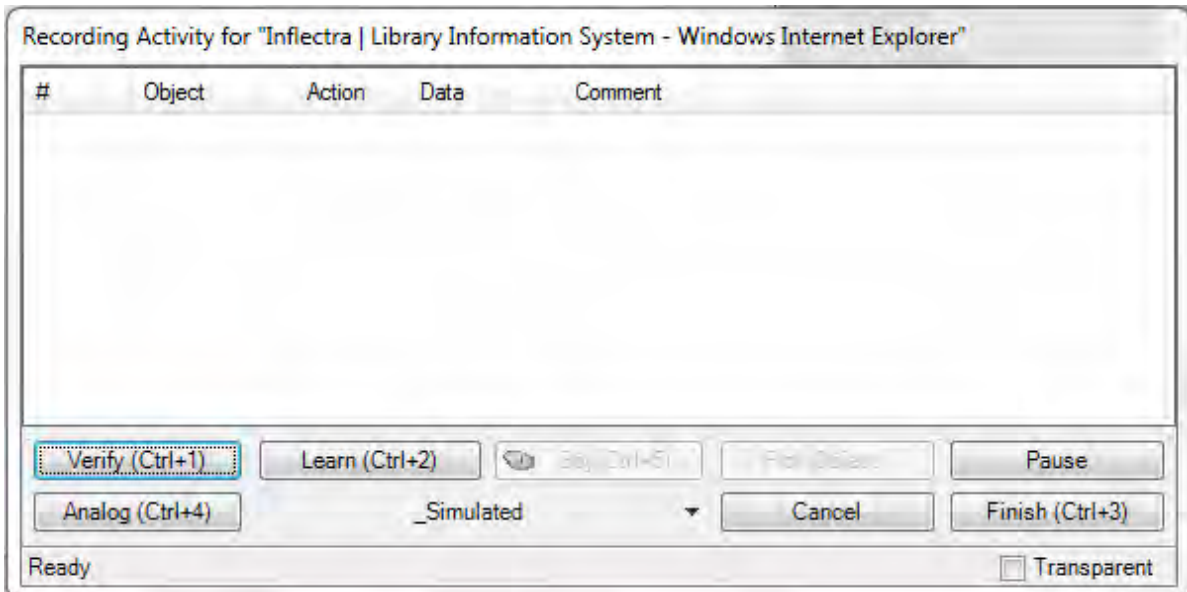 Recording Activity for "Inflectra | Library Information System - Windows Internet Explorer"
# Object Action Data Comment
Verify (Ctrl+1) Learn (Ctrl+2) Pause
Analog (Ctrl+4) _Simulated Cancel Finish (Ctrl+3)
Ready Transparent